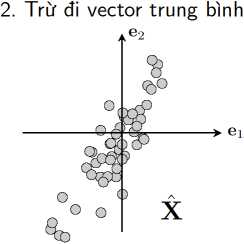 2. Trừ đi vector trung bình
e₂
e₁
X̂